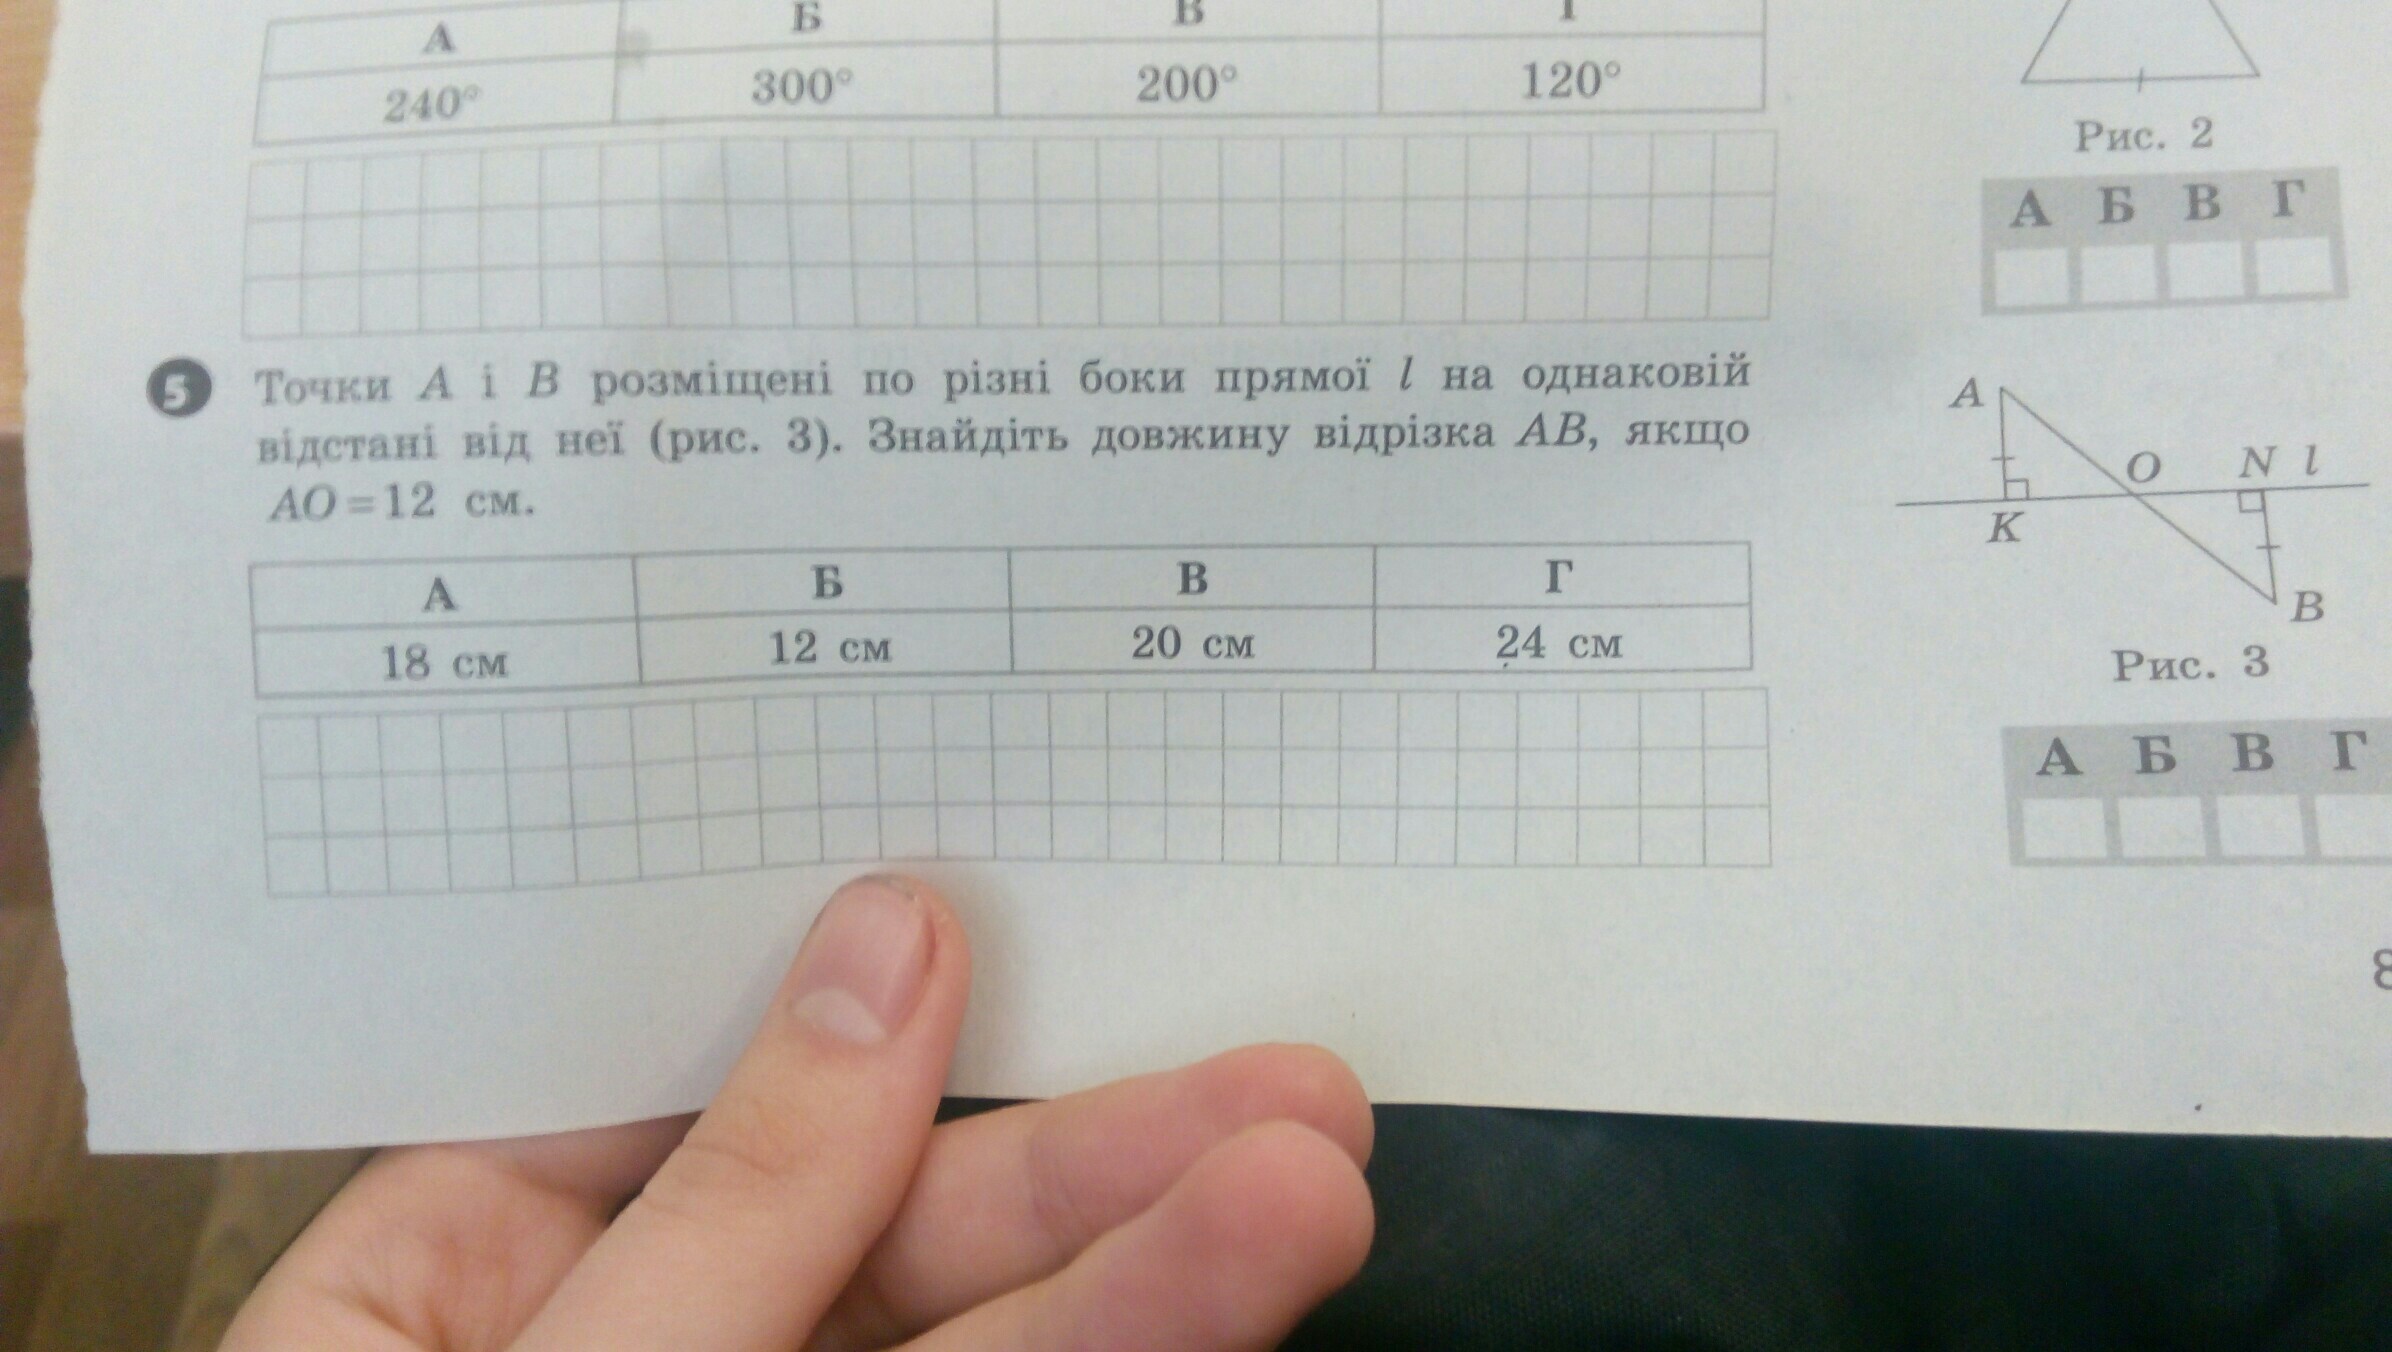 А Б В Г
240° 300° 200° 120°
Рис. 2
А Б В Г
5 Точки A і B розміщені по різні боки прямої l на однаковій
відстані від неї (рис. 3). Знайдіть довжину відрізка AB, якщо
AO = 12 см.
A
O N l
K
B
Рис. 3
А Б В Г
18 см 12 см 20 см 24 см
А Б В Г
8